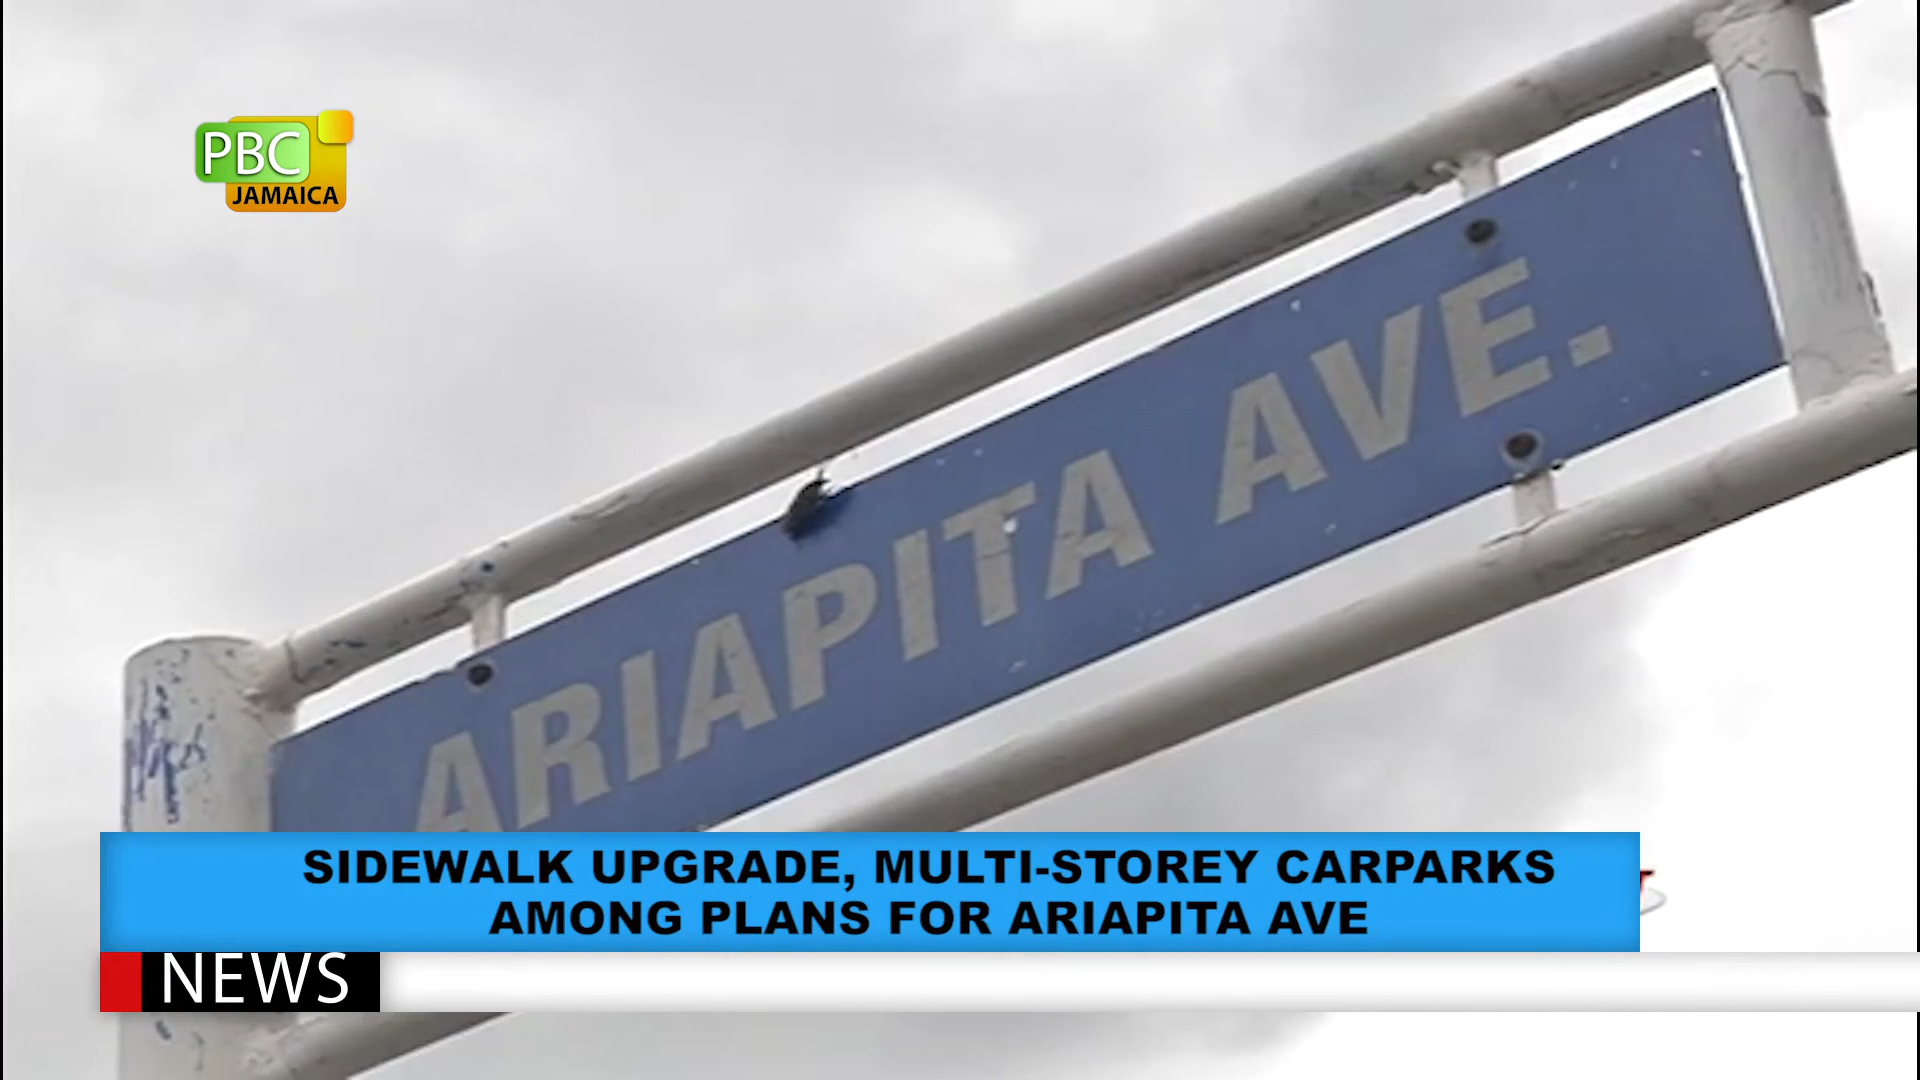 PBC
JAMAICA
ARIAPITA AVE.
SIDEWALK UPGRADE, MULTI-STOREY CARPARKS
AMONG PLANS FOR ARIAPITA AVE
NEWS